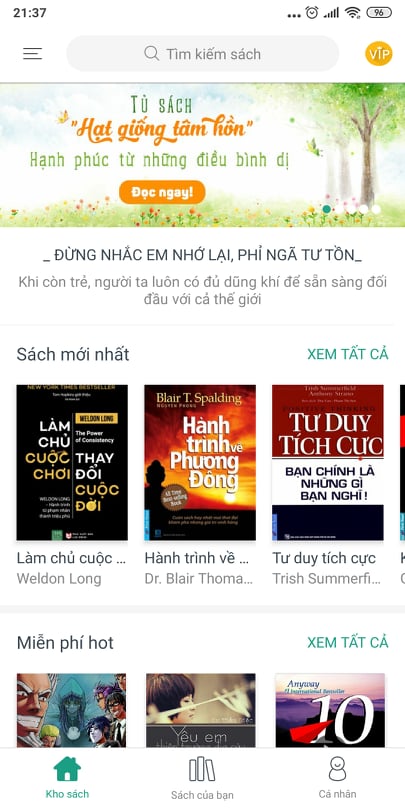 21:37
96
Tìm kiếm sách
VIP
TỦ SÁCH
"Hạt giống tâm hồn"
Hạnh phúc từ những điều bình dị
Đọc ngay!
_ ĐỪNG NHẮC EM NHỚ LẠI, PHỈ NGÃ TƯ TỒN_
Khi còn trẻ, người ta luôn có đủ dũng khí để sẵn sàng đối
đầu với cả thế giới
Sách mới nhất
XEM TẤT CẢ
NEW YORK TIMES BESTSELLER
WELDON LONG
The Power
of Consistency
LÀM
CHỦ
CUỘC
CHƠI
THAY
ĐỔI
CUỘC
ĐỜI
WELDON LONG
Blair T. Spalding
NGUYÊN PHONG
Hành
trình về
Phương
Đông
Trish Summerfield
Anthony Strano
TƯ DUY
TÍCH CỰC
BẠN CHÍNH LÀ
NHỮNG GÌ
BẠN NGHĨ!
Làm chủ cuộc ...
Weldon Long
Hành trình về ...
Dr. Blair Thoma...
Tư duy tích cực
Trish Summerfi...
Miễn phí hot
XEM TẤT CẢ
Yêu em
Anyway
International Bestseller
10
Kho sách
Sách của bạn
Cá nhân